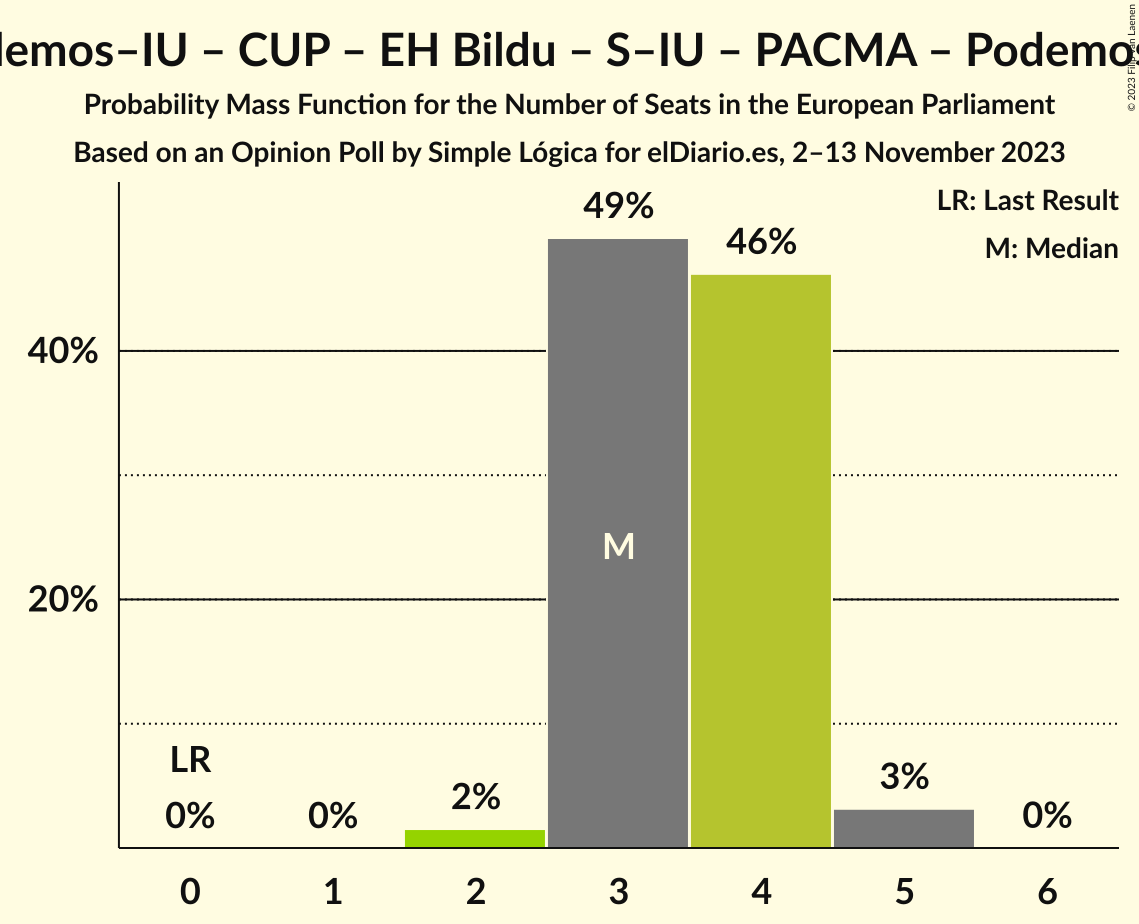 –IU – CUP – EH Bildu – S–IU – PACMA –
Probability Mass Function for the Number of Seats in the European Parliament
Based on an Opinion Poll by Simple Lógica for elDiario.es, 2–13 November 2023
© 2023 Filip van Laenen
LR: Last Result
M: Median
49%
46%
40%
M
20%
LR
0%
0%
2%
3%
0%
0
1
2
3
4
5
6